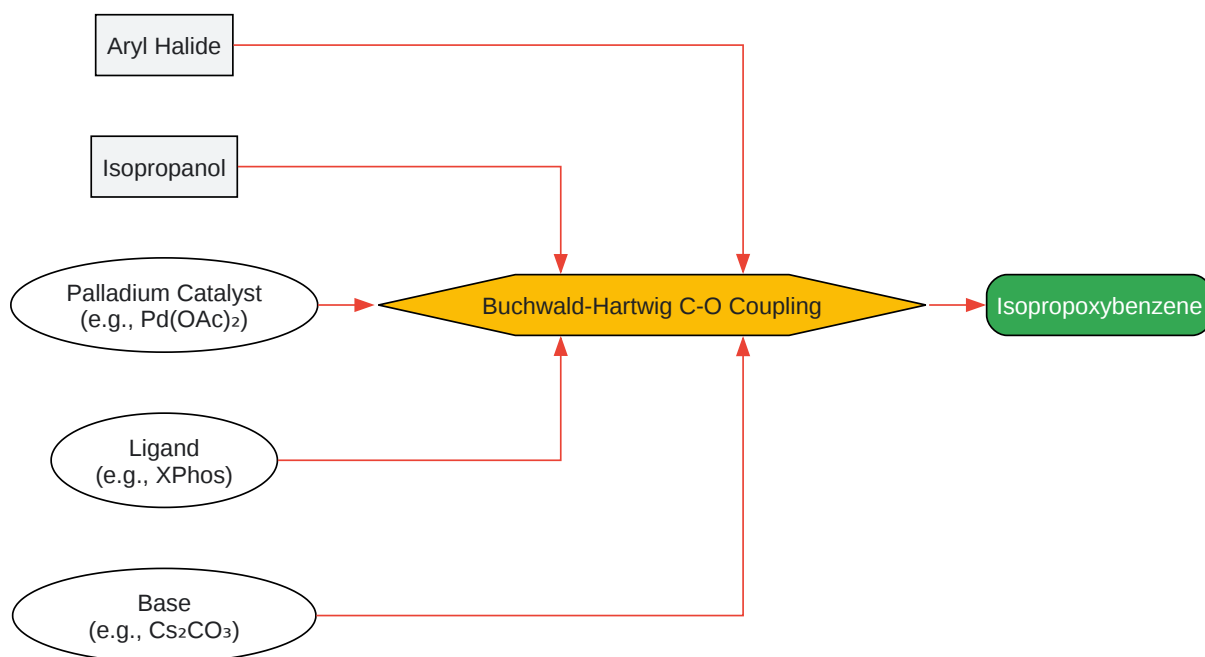 Aryl Halide
Isopropanol
Palladium Catalyst
(e.g., Pd(OAc)₂)
Buchwald-Hartwig C-O Coupling
Isopropoxybenzene
Ligand
(e.g., XPhos)
Base
(e.g., Cs₂CO₃)